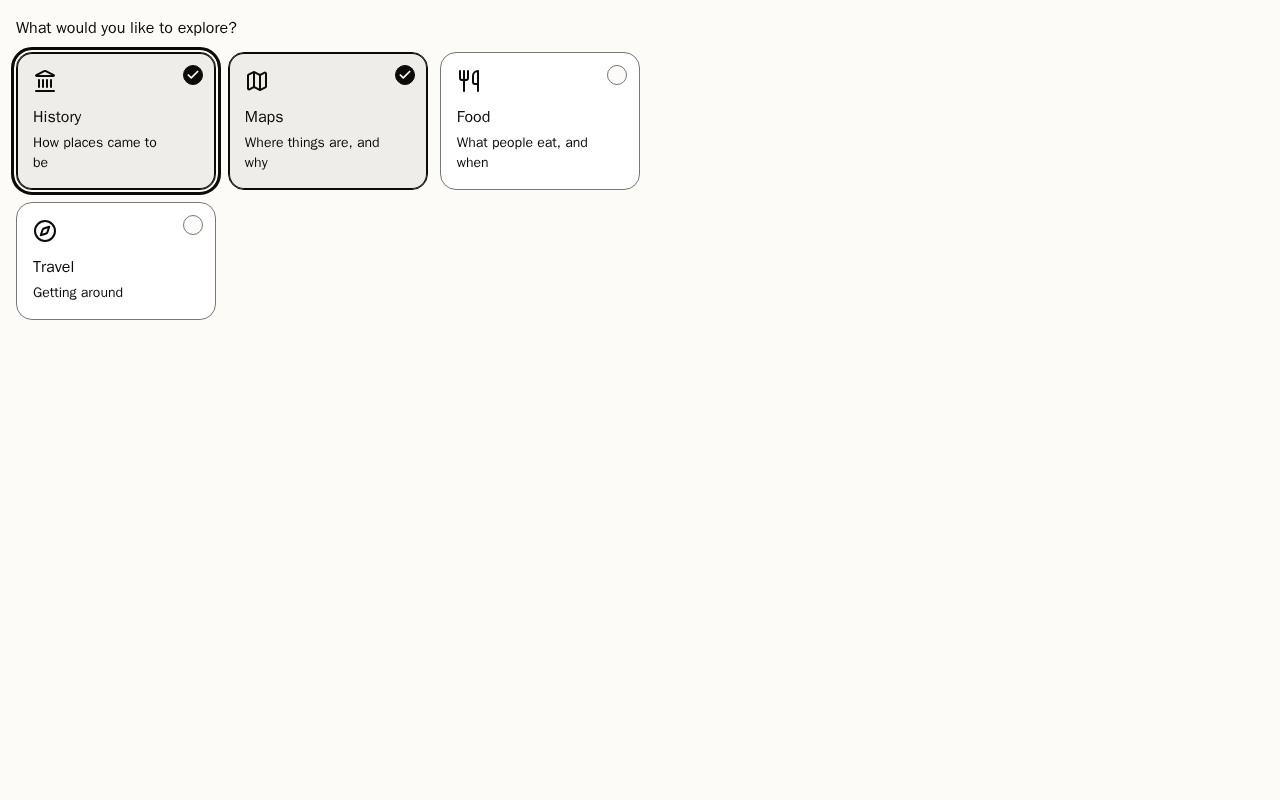 What would you like to explore?
History
How places came to
be
Maps
Where things are, and
why
Food
What people eat, and
when
Travel
Getting around